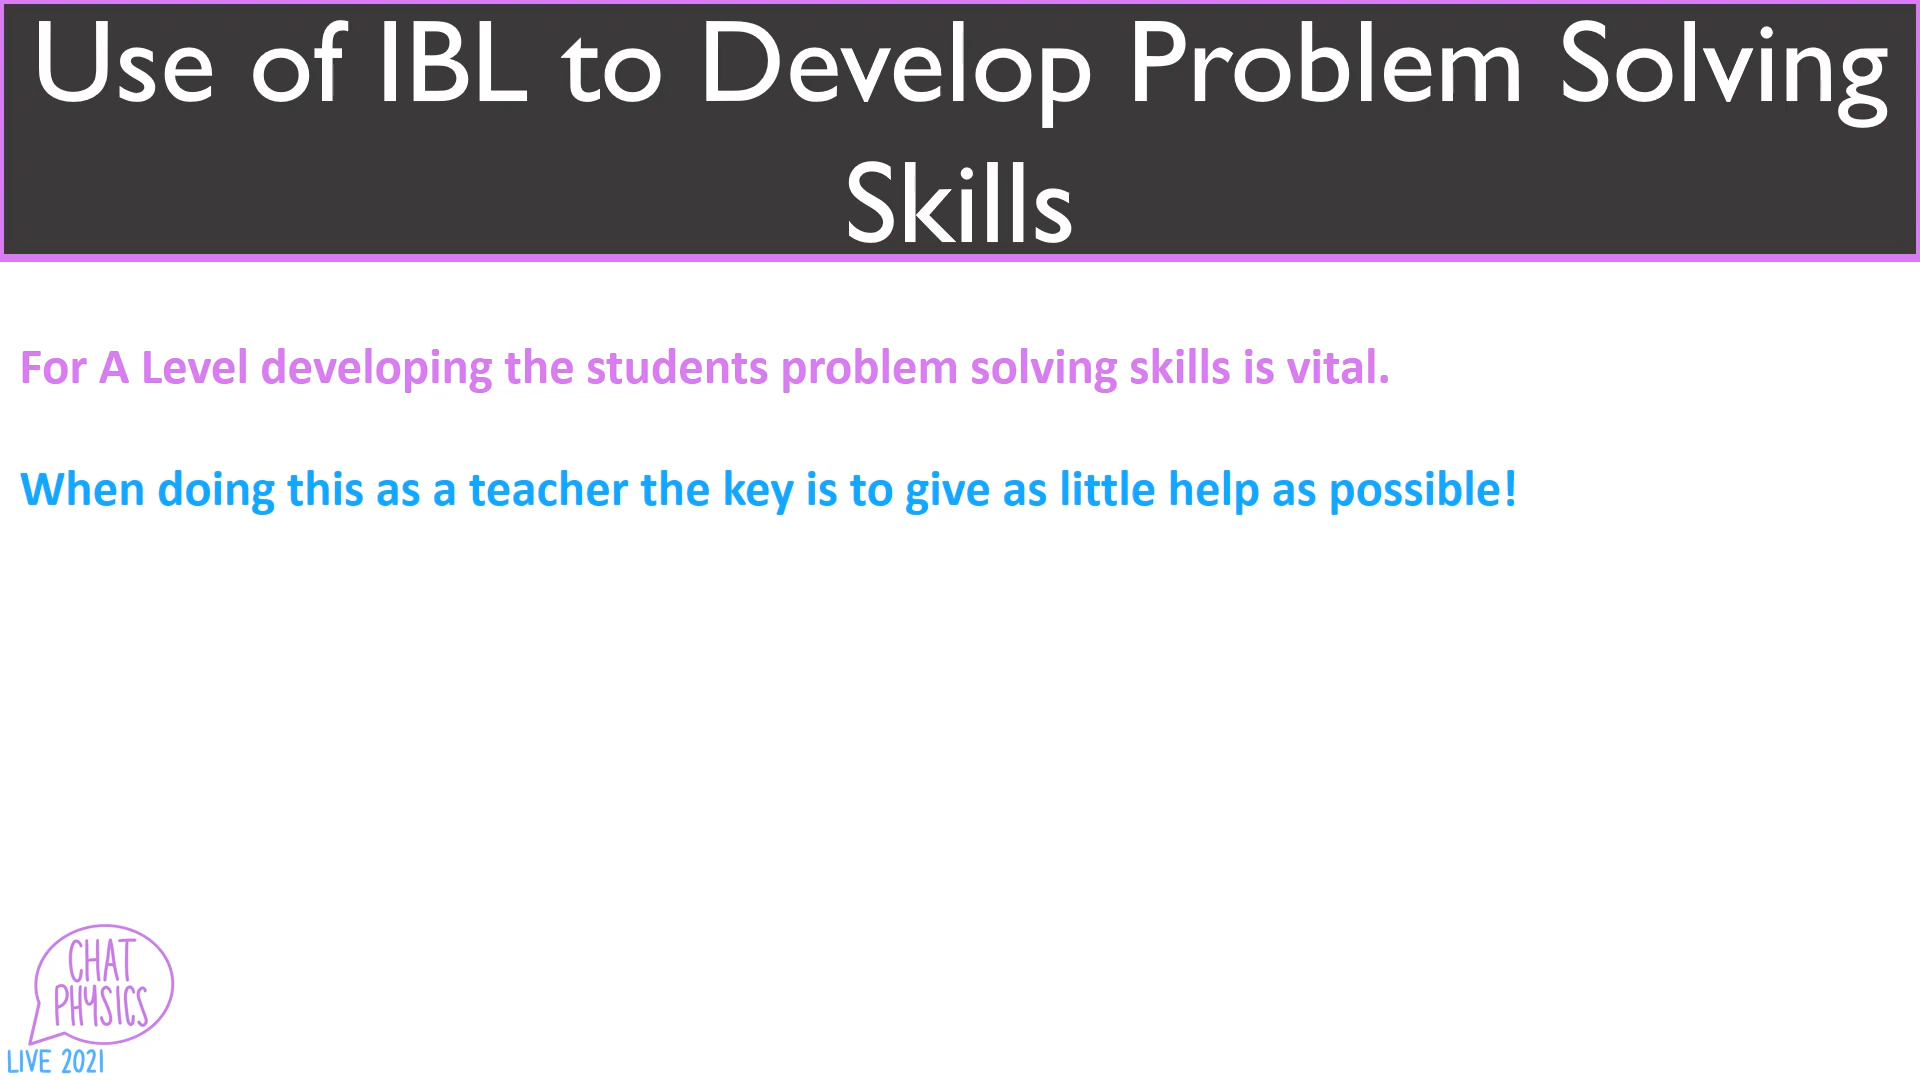 Use of IBL to Develop Problem Solving
Skills
For A Level developing the students problem solving skills is vital.
When doing this as a teacher the key is to give as little help as possible!
CHAT
PHYSICS
LIVE 2021